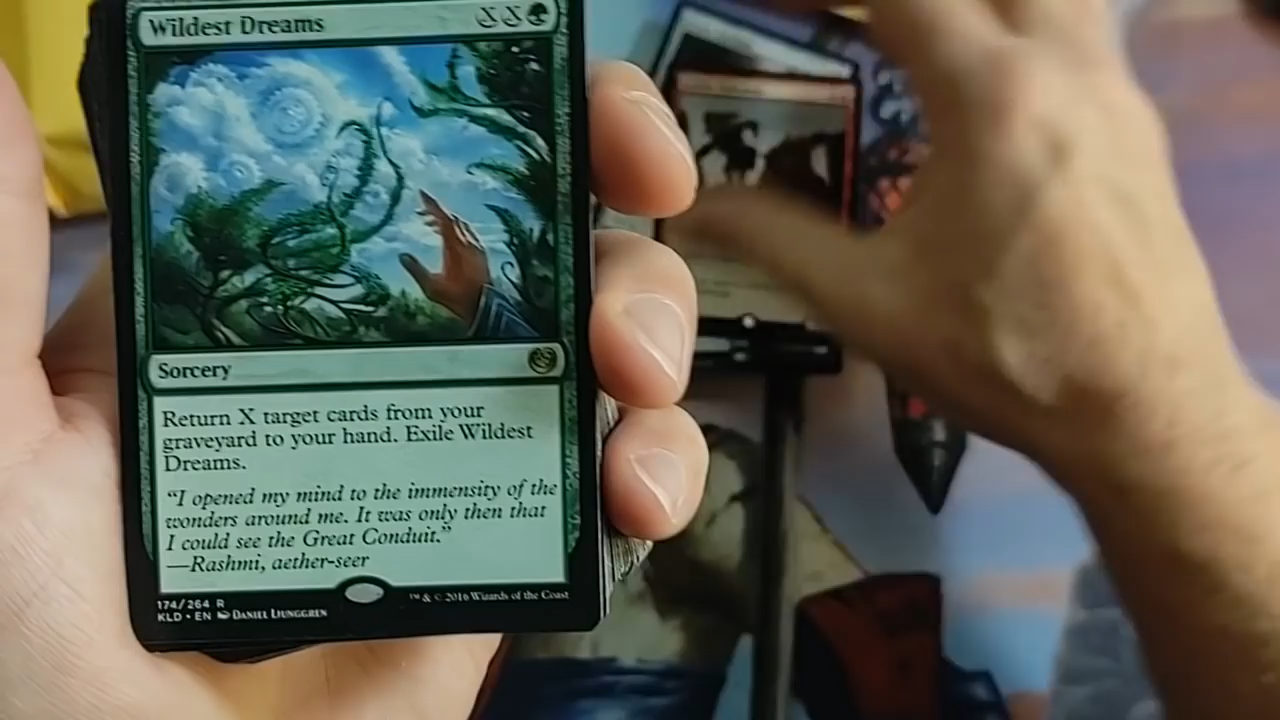 Wildest Dreams XX
Sorcery
Return X target cards from your
graveyard to your hand. Exile Wildest
Dreams.
“I opened my mind to the immensity of the
wonders around me. It was only then that
I could see the Great Conduit.”
—Rashmi, aether-seer
174/264 R
KLD • EN DANIEL LJUNGGREN
™ & © 2016 Wizards of the Coast